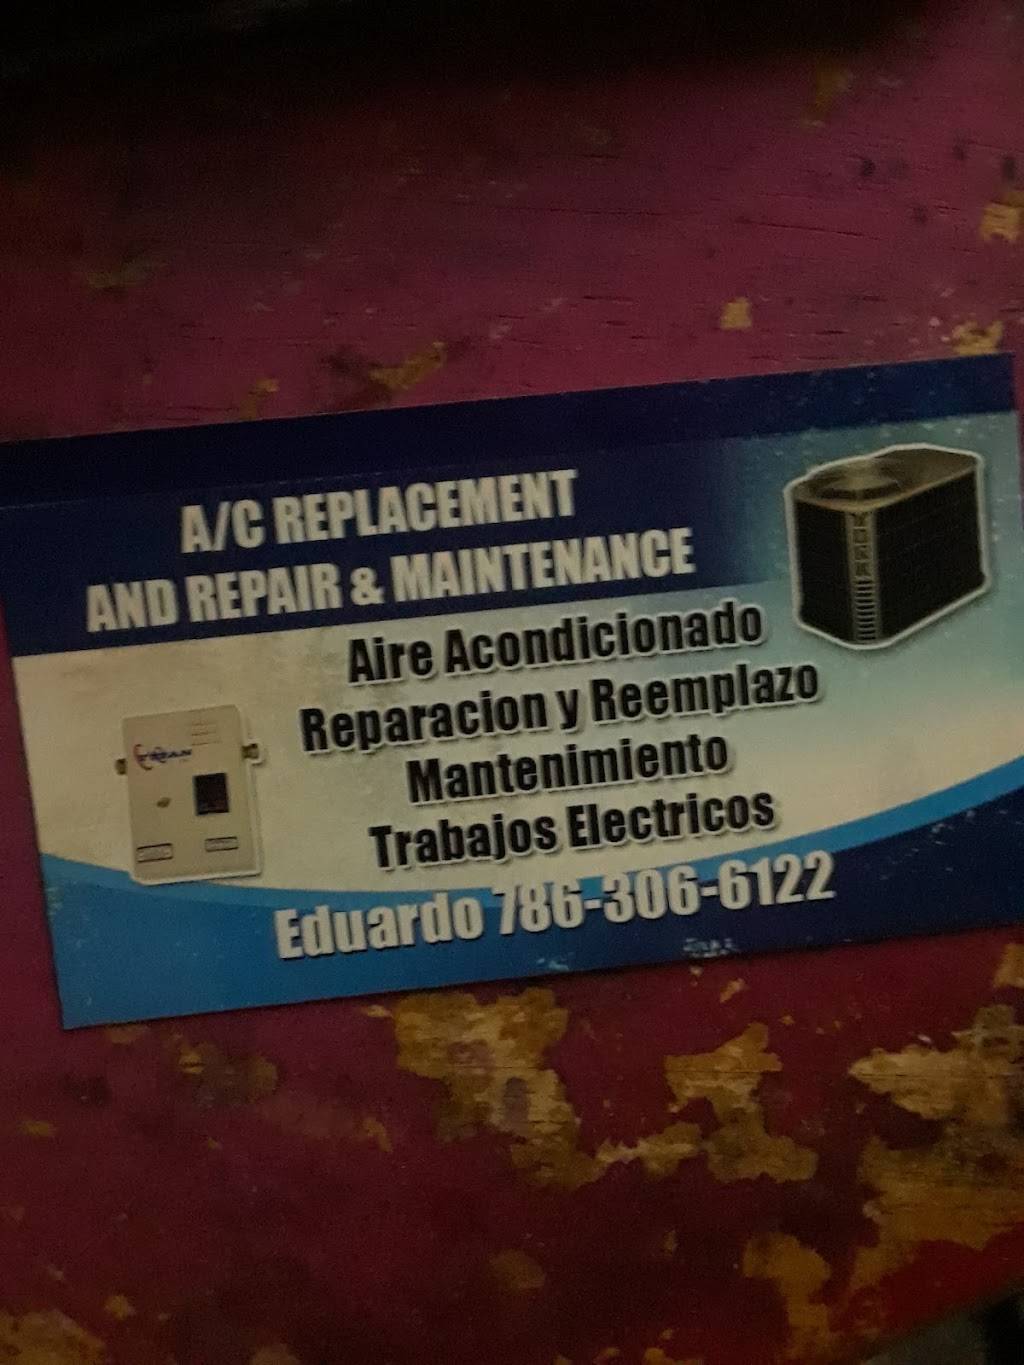 A/C REPLACEMENT
AND REPAIR & MAINTENANCE
Aire Acondicionado
Reparacion y Reemplazo
Mantenimiento
Trabajos Electricos
Eduardo 786-306-6122